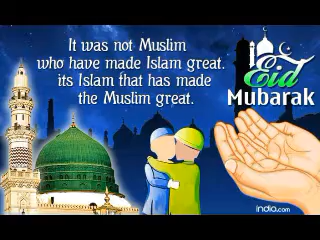 It was not Muslim
who have made Islam great.
its Islam that has made
the Muslim great.
Eid
Mubarak
india.com